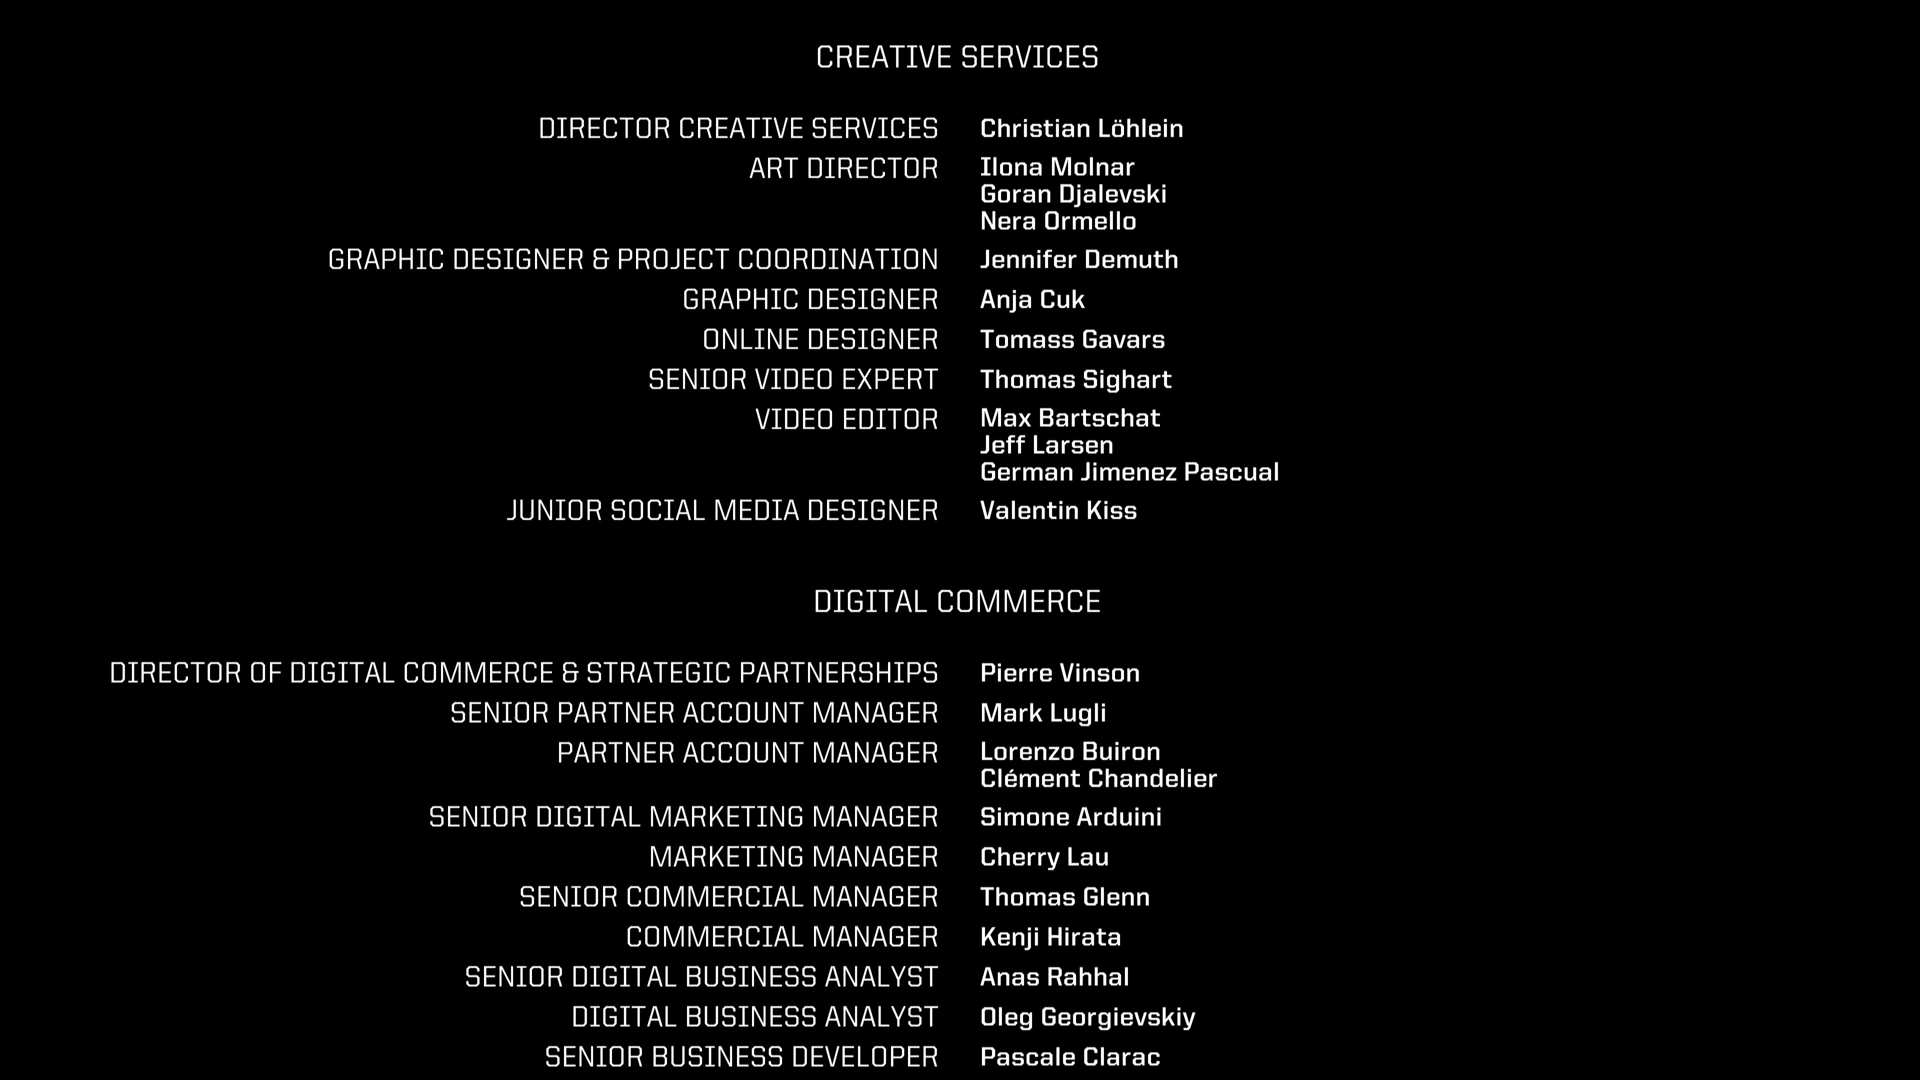 CREATIVE SERVICES
DIRECTOR CREATIVE SERVICES Christian Löhlein
ART DIRECTOR Ilona Molnar
Goran Djalevski
Nera Ormello
GRAPHIC DESIGNER & PROJECT COORDINATION Jennifer Demuth
GRAPHIC DESIGNER Anja Cuk
ONLINE DESIGNER Tomass Gavars
SENIOR VIDEO EXPERT Thomas Sighart
VIDEO EDITOR Max Bartschat
Jeff Larsen
German Jimenez Pascual
JUNIOR SOCIAL MEDIA DESIGNER Valentin Kiss
DIGITAL COMMERCE
DIRECTOR OF DIGITAL COMMERCE & STRATEGIC PARTNERSHIPS Pierre Vinson
SENIOR PARTNER ACCOUNT MANAGER Mark Lugli
PARTNER ACCOUNT MANAGER Lorenzo Buiron
Clément Chandelier
SENIOR DIGITAL MARKETING MANAGER Simone Arduini
MARKETING MANAGER Cherry Lau
SENIOR COMMERCIAL MANAGER Thomas Glenn
COMMERCIAL MANAGER Kenji Hirata
SENIOR DIGITAL BUSINESS ANALYST Anas Rahhal
DIGITAL BUSINESS ANALYST Oleg Georgievskiy
SENIOR BUSINESS DEVELOPER Pascale Clarac